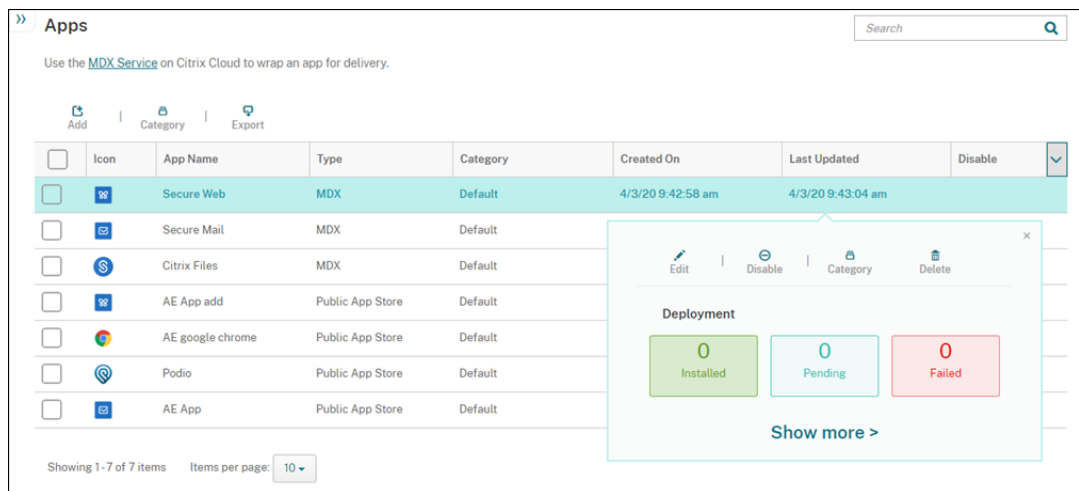 Apps
Search
Use the MDX Service on Citrix Cloud to wrap an app for delivery.
Add | Category | Export
Icon App Name Type Category Created On Last Updated Disable
Secure Web MDX Default 4/3/20 9:42:58 am 4/3/20 9:43:04 am
Secure Mail MDX Default
Citrix Files MDX Default
AE App add Public App Store Default
AE google chrome Public App Store Default
Podio Public App Store Default
AE App Public App Store Default
Edit | Disable | Category Delete
Deployment
0 0 0
Installed Pending Failed
Show more >
Showing 1-7 of 7 items Items per page: 10